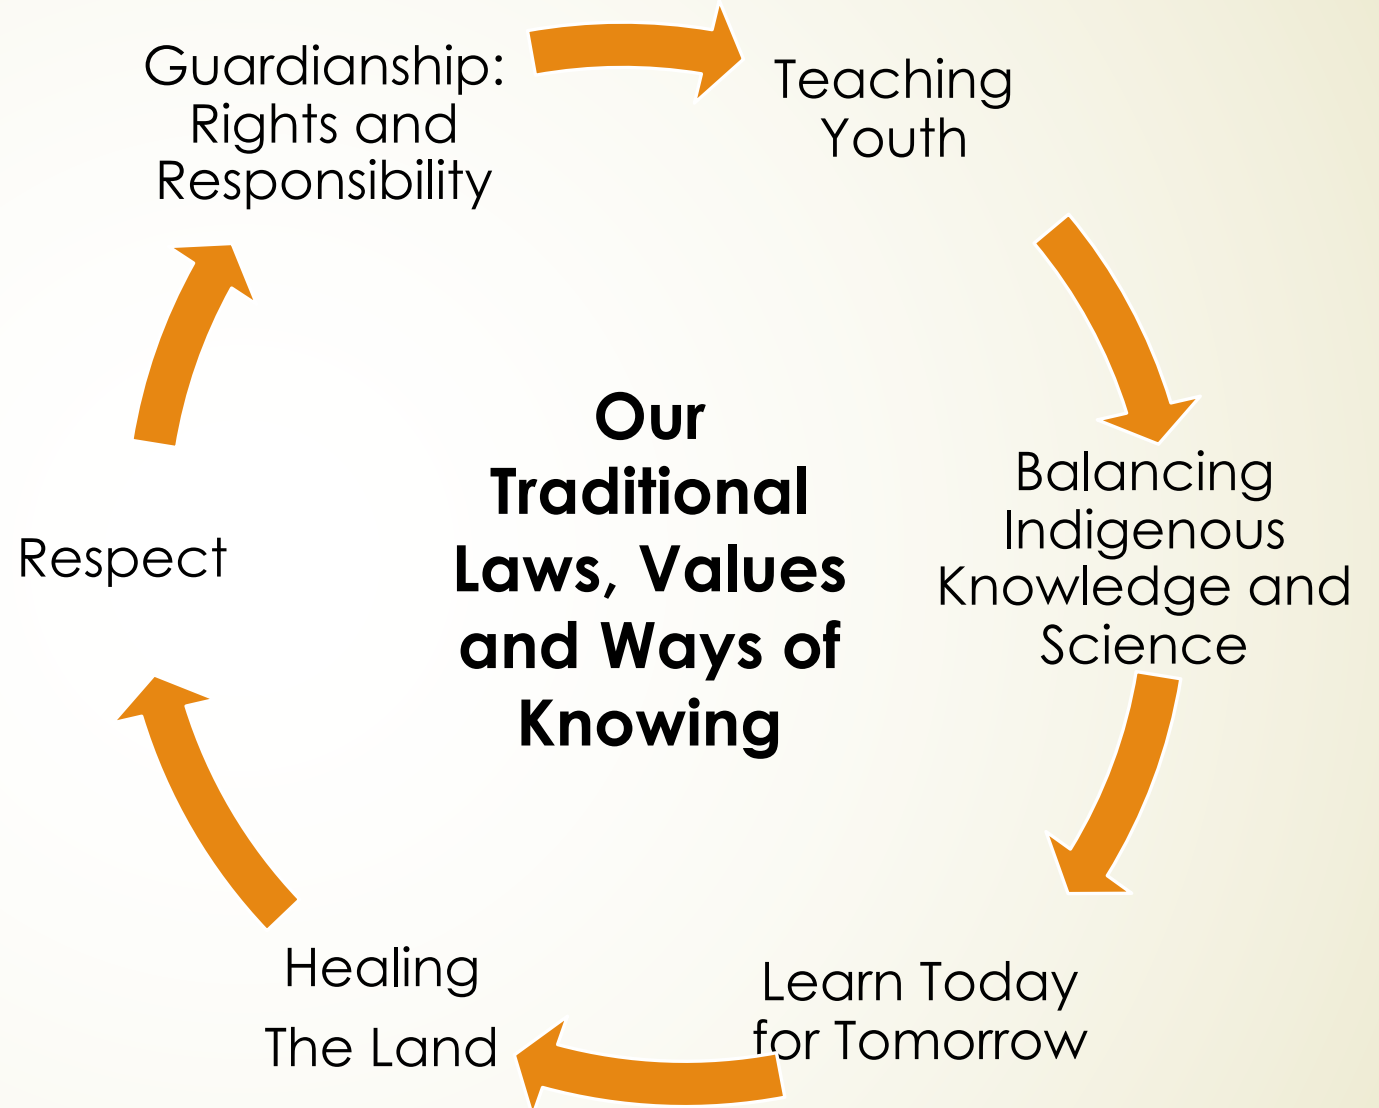 Guardianship:
Rights and
Responsibility
Teaching
Youth
Balancing
Indigenous
Knowledge and
Science
Learn Today
for Tomorrow
Healing
The Land
Respect
Our
Traditional
Laws, Values
and Ways of
Knowing